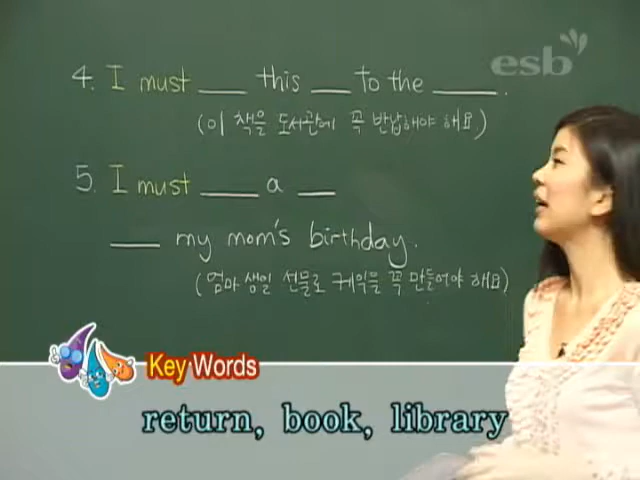 esb
4. I must ___ this ___ to the ___.
(이 책을 도서관에 꼭 반납해야 해요)
5. I must ___ a ___
___ my mom's birthday.
(엄마 생일 선물로 케익을 꼭 만들어야 해요)
Key Words
return, book, library